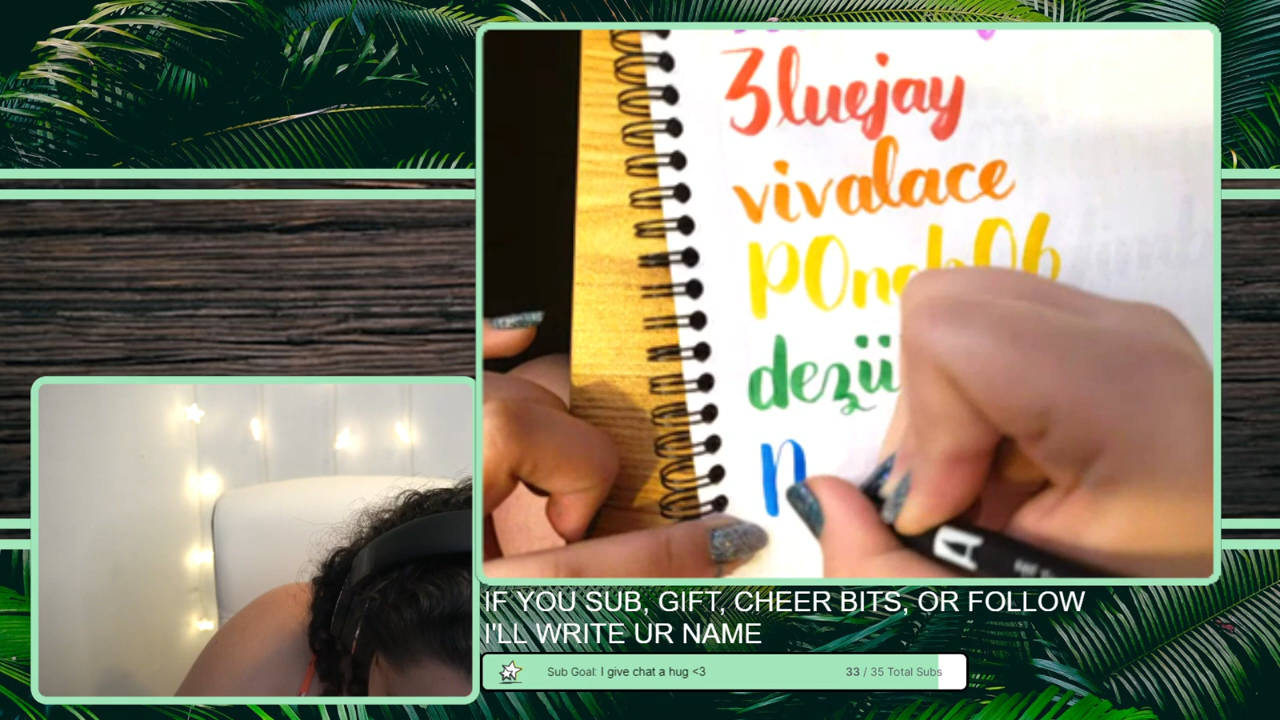 3luejay
vivalace
dezü
IF YOU SUB, GIFT, CHEER BITS, OR FOLLOW
I'LL WRITE UR NAME
Sub Goal: I give chat a hug <3
33 / 35 Total Subs